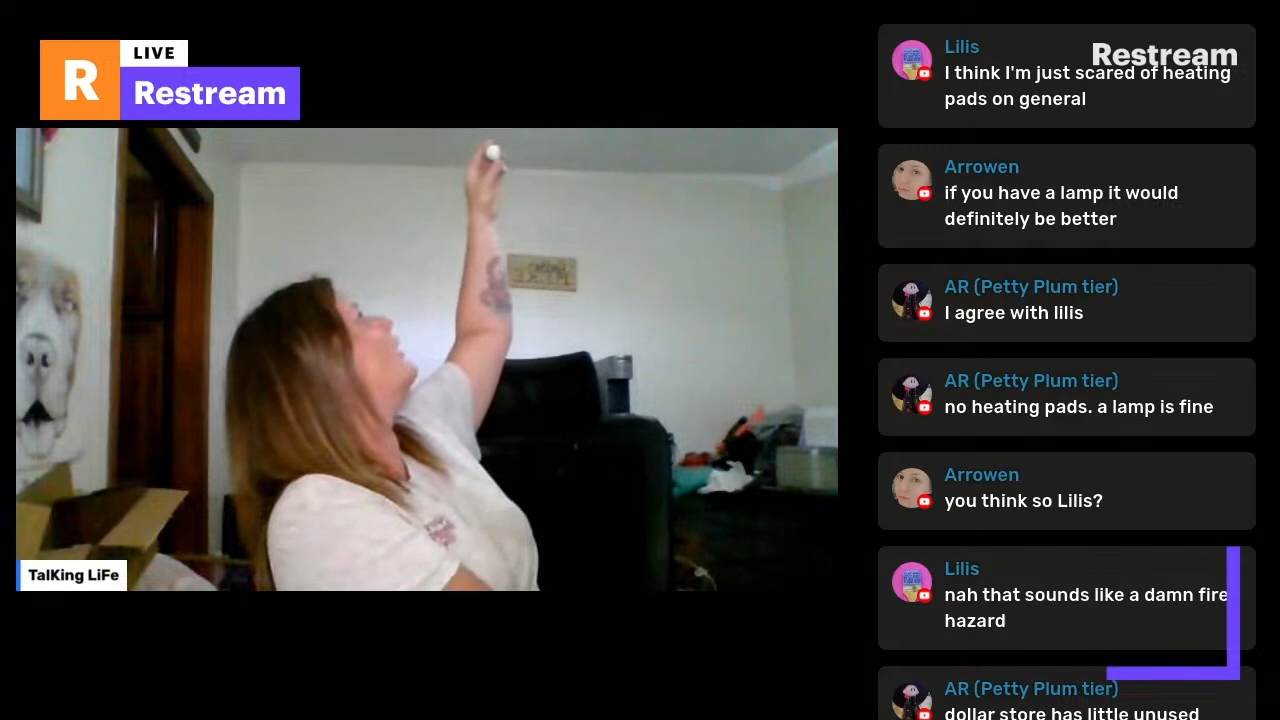 R
LIVE
Restream
TalKing LiFe
Restream
Lilis
I think I'm just scared of heating
pads on general
Arrowen
if you have a lamp it would
definitely be better
AR (Petty Plum tier)
I agree with lilis
AR (Petty Plum tier)
no heating pads. a lamp is fine
Arrowen
you think so Lilis?
Lilis
nah that sounds like a damn fire
hazard
AR (Petty Plum tier)
dollar store has little unused